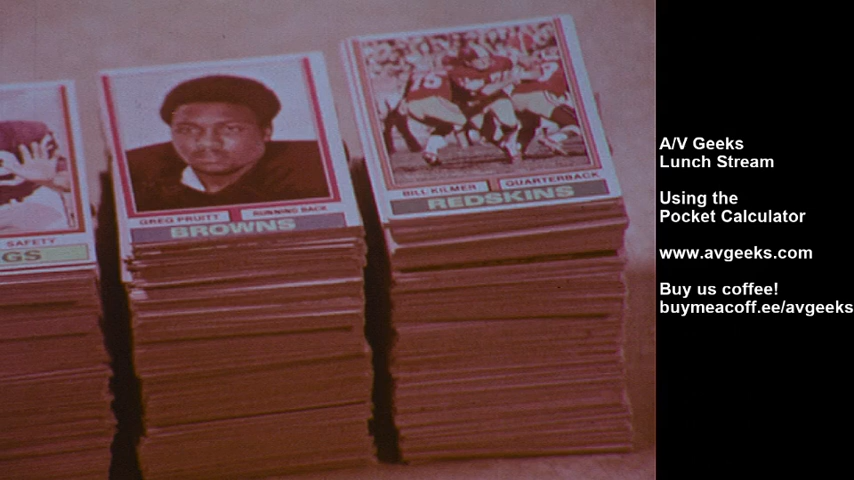 SAFETY
GS
GREG PRUITT RUNNING BACK
BROWNS
BILL KILMER QUARTERBACK
REDSKINS
A/V Geeks
Lunch Stream
Using the
Pocket Calculator
www.avgeeks.com
Buy us coffee!
buymeacoff.ee/avgeeks